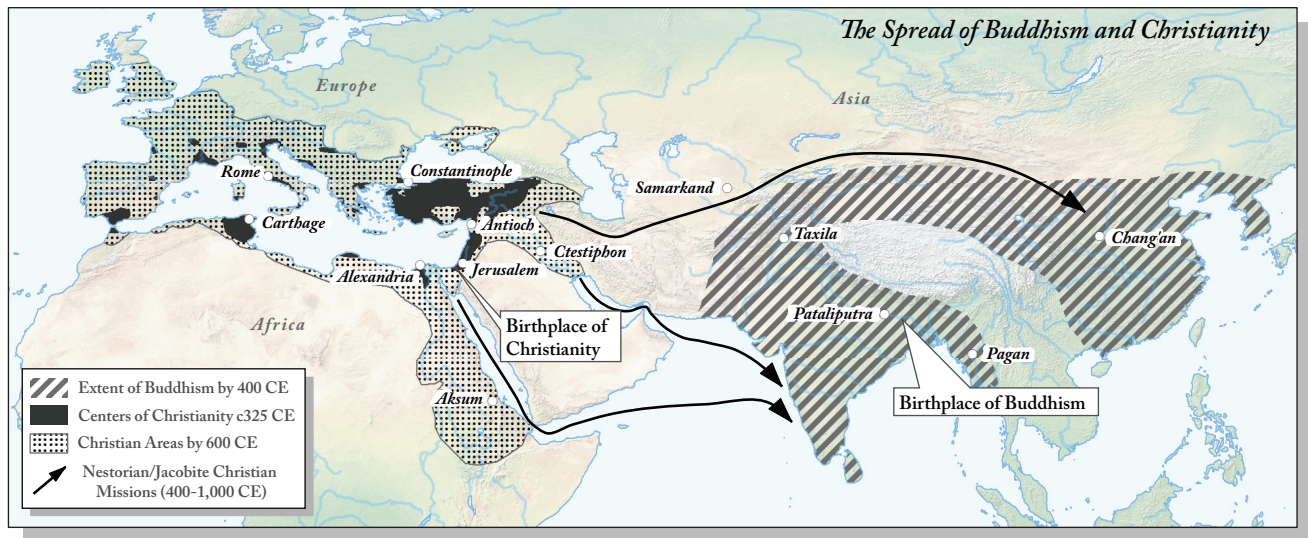 The Spread of Buddhism and Christianity
Europe
Asia
Constantinople
Rome
Samarkand
Carthage
Antioch
Taxila
Chang'an
Ctestiphon
Alexandria
Jerusalem
Africa
Birthplace of
Christianity
Pataliputra
Pagan
Aksum
Birthplace of Buddhism
Extent of Buddhism by 400 CE
Centers of Christianity c325 CE
Christian Areas by 600 CE
Nestorian/Jacobite Christian
Missions (400-1,000 CE)